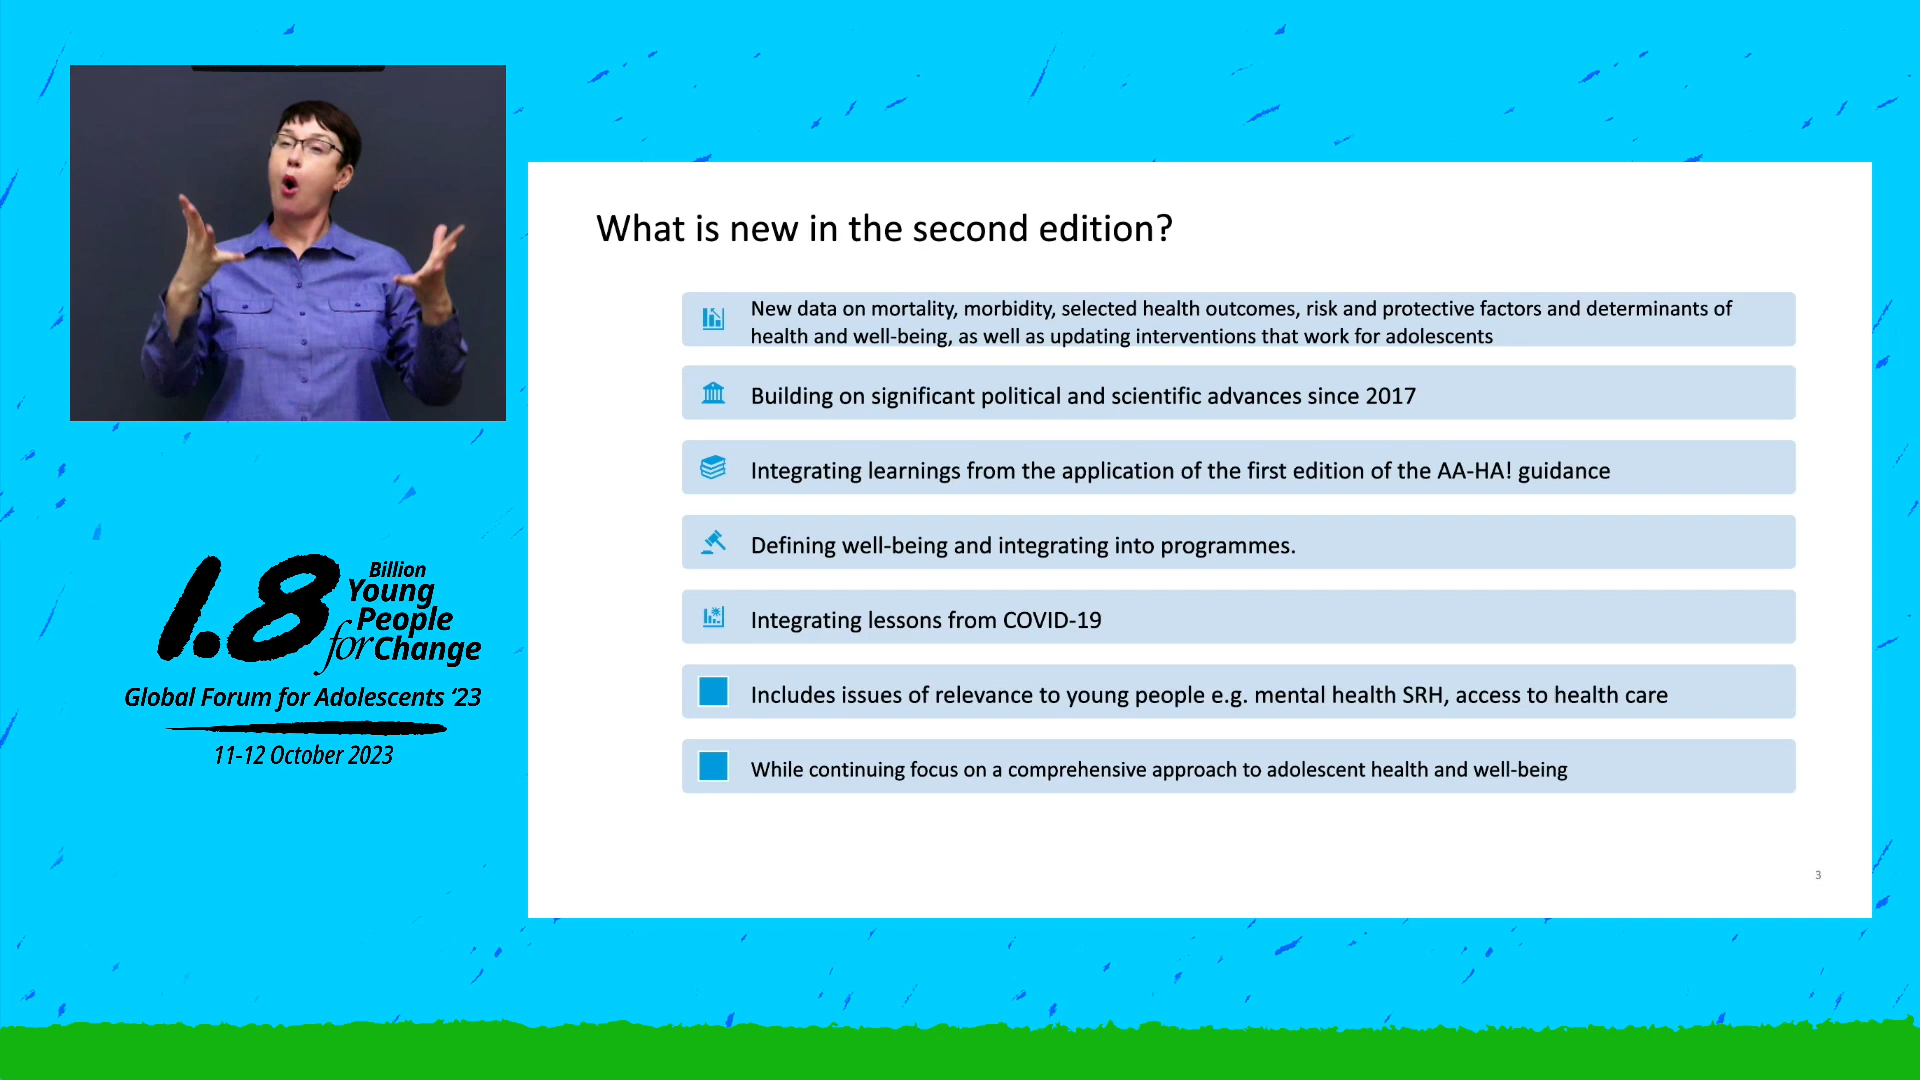 What is new in the second edition?
New data on mortality, morbidity, selected health outcomes, risk and protective factors and determinants of
health and well-being, as well as updating interventions that work for adolescents
Building on significant political and scientific advances since 2017
Integrating learnings from the application of the first edition of the AA-HA! guidance
Defining well-being and integrating into programmes.
Integrating lessons from COVID-19
Includes issues of relevance to young people e.g. mental health SRH, access to health care
While continuing focus on a comprehensive approach to adolescent health and well-being
3
1.8 Billion
Young
People
for Change
Global Forum for Adolescents ‘23
11-12 October 2023